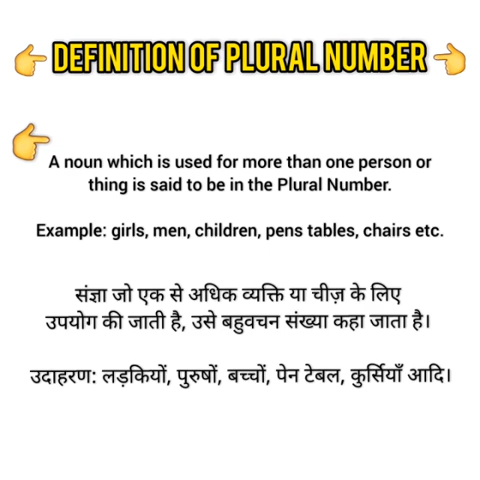 DEFINITION OF PLURAL NUMBER
A noun which is used for more than one person or
thing is said to be in the Plural Number.
Example: girls, men, children, pens tables, chairs etc.
संज्ञा जो एक से अधिक व्यक्ति या चीज़ के लिए
उपयोग की जाती है, उसे बहुवचन संख्या कहा जाता है।
उदाहरण: लड़कियों, पुरुषों, बच्चों, पेन टेबल, कुर्सियाँ आदि।